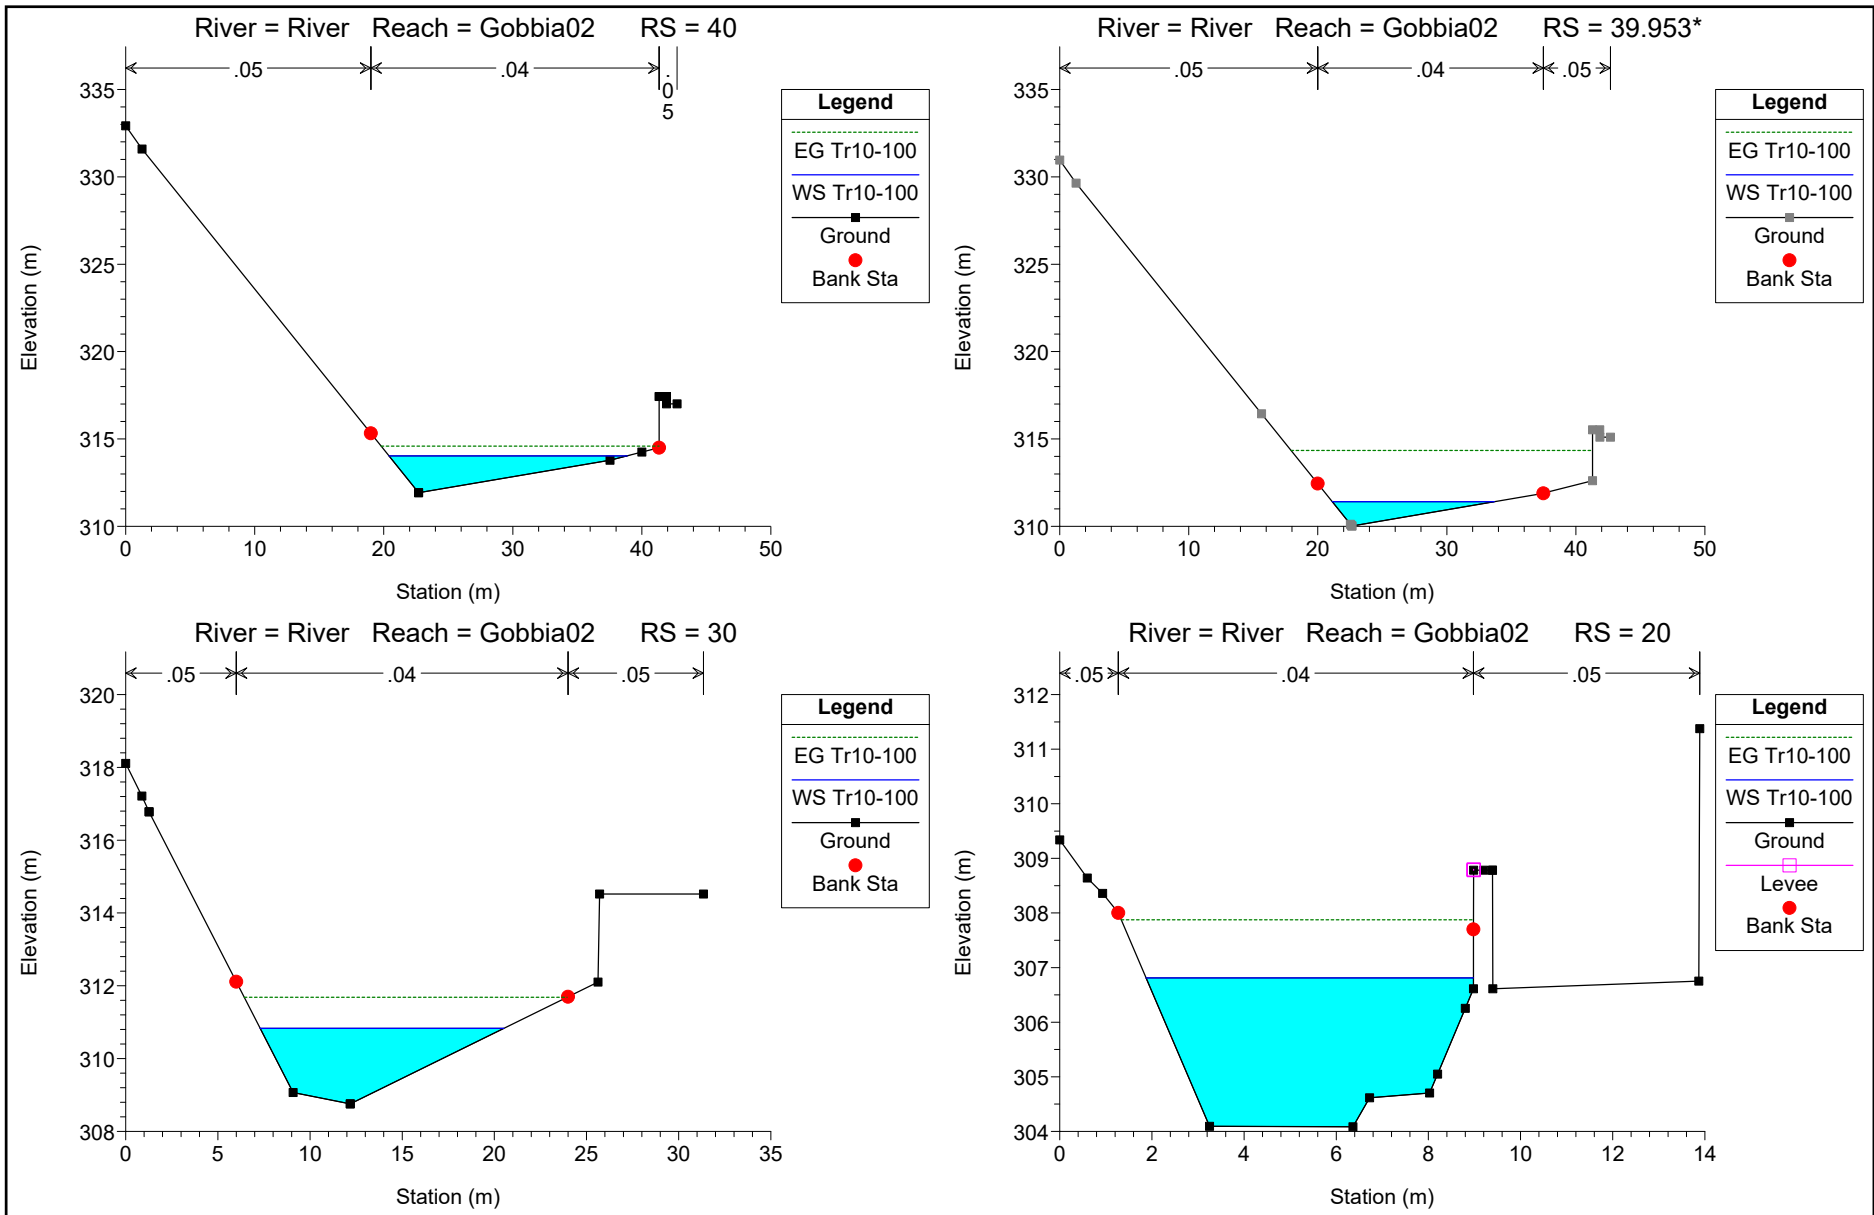 River = River Reach = Gobbia02 RS = 40
.05 .04 .05
335
330
325
320
315
310
Elevation (m)
0 10 20 30 40 50
Station (m)
Legend
EG Tr10-100
WS Tr10-100
Ground
Bank Sta
River = River Reach = Gobbia02 RS = 39.953*
.05 .04 .05
335
330
325
320
315
310
Elevation (m)
0 10 20 30 40 50
Station (m)
Legend
EG Tr10-100
WS Tr10-100
Ground
Bank Sta
River = River Reach = Gobbia02 RS = 30
.05 .04 .05
320
318
316
314
312
310
308
Elevation (m)
0 5 10 15 20 25 30 35
Station (m)
Legend
EG Tr10-100
WS Tr10-100
Ground
Bank Sta
River = River Reach = Gobbia02 RS = 20
.05 .04 .05
312
311
310
309
308
307
306
305
304
Elevation (m)
0 2 4 6 8 10 12 14
Station (m)
Legend
EG Tr10-100
WS Tr10-100
Ground
Levee
Bank Sta